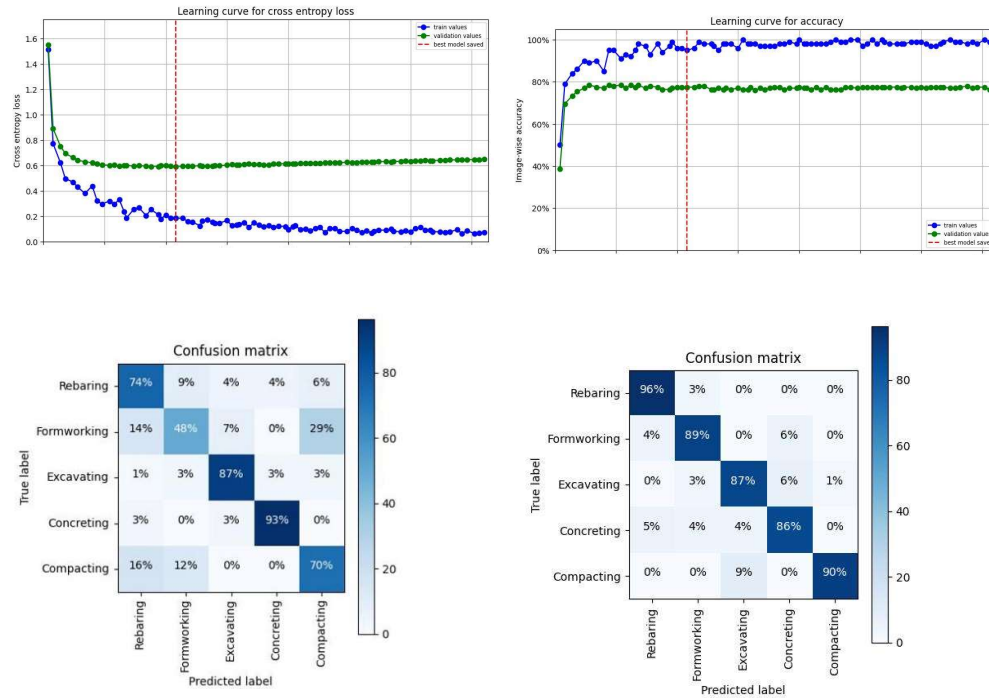 Learning curve for cross entropy loss
train values
validation values
best model saved
Cross entropy loss
1.6
1.4
1.2
1.0
0.8
0.6
0.4
0.2
0.0
Learning curve for accuracy
100%
80%
60%
40%
20%
0%
Image-wise accuracy
train values
validation values
best model saved
Confusion matrix
True label
Rebaring 74% 9% 4% 4% 6%
Formworking 14% 48% 7% 0% 29%
Excavating 1% 3% 87% 3% 3%
Concreting 3% 0% 3% 93% 0%
Compacting 16% 12% 0% 0% 70%
Rebaring Formworking Excavating Concreting Compacting
Predicted label
80
60
40
20
0
Confusion matrix
True label
Rebaring 96% 3% 0% 0% 0%
Formworking 4% 89% 0% 6% 0%
Excavating 0% 3% 87% 6% 1%
Concreting 5% 4% 4% 86% 0%
Compacting 0% 0% 9% 0% 90%
Rebaring Formworking Excavating Concreting Compacting
Predicted label
80
60
40
20
0